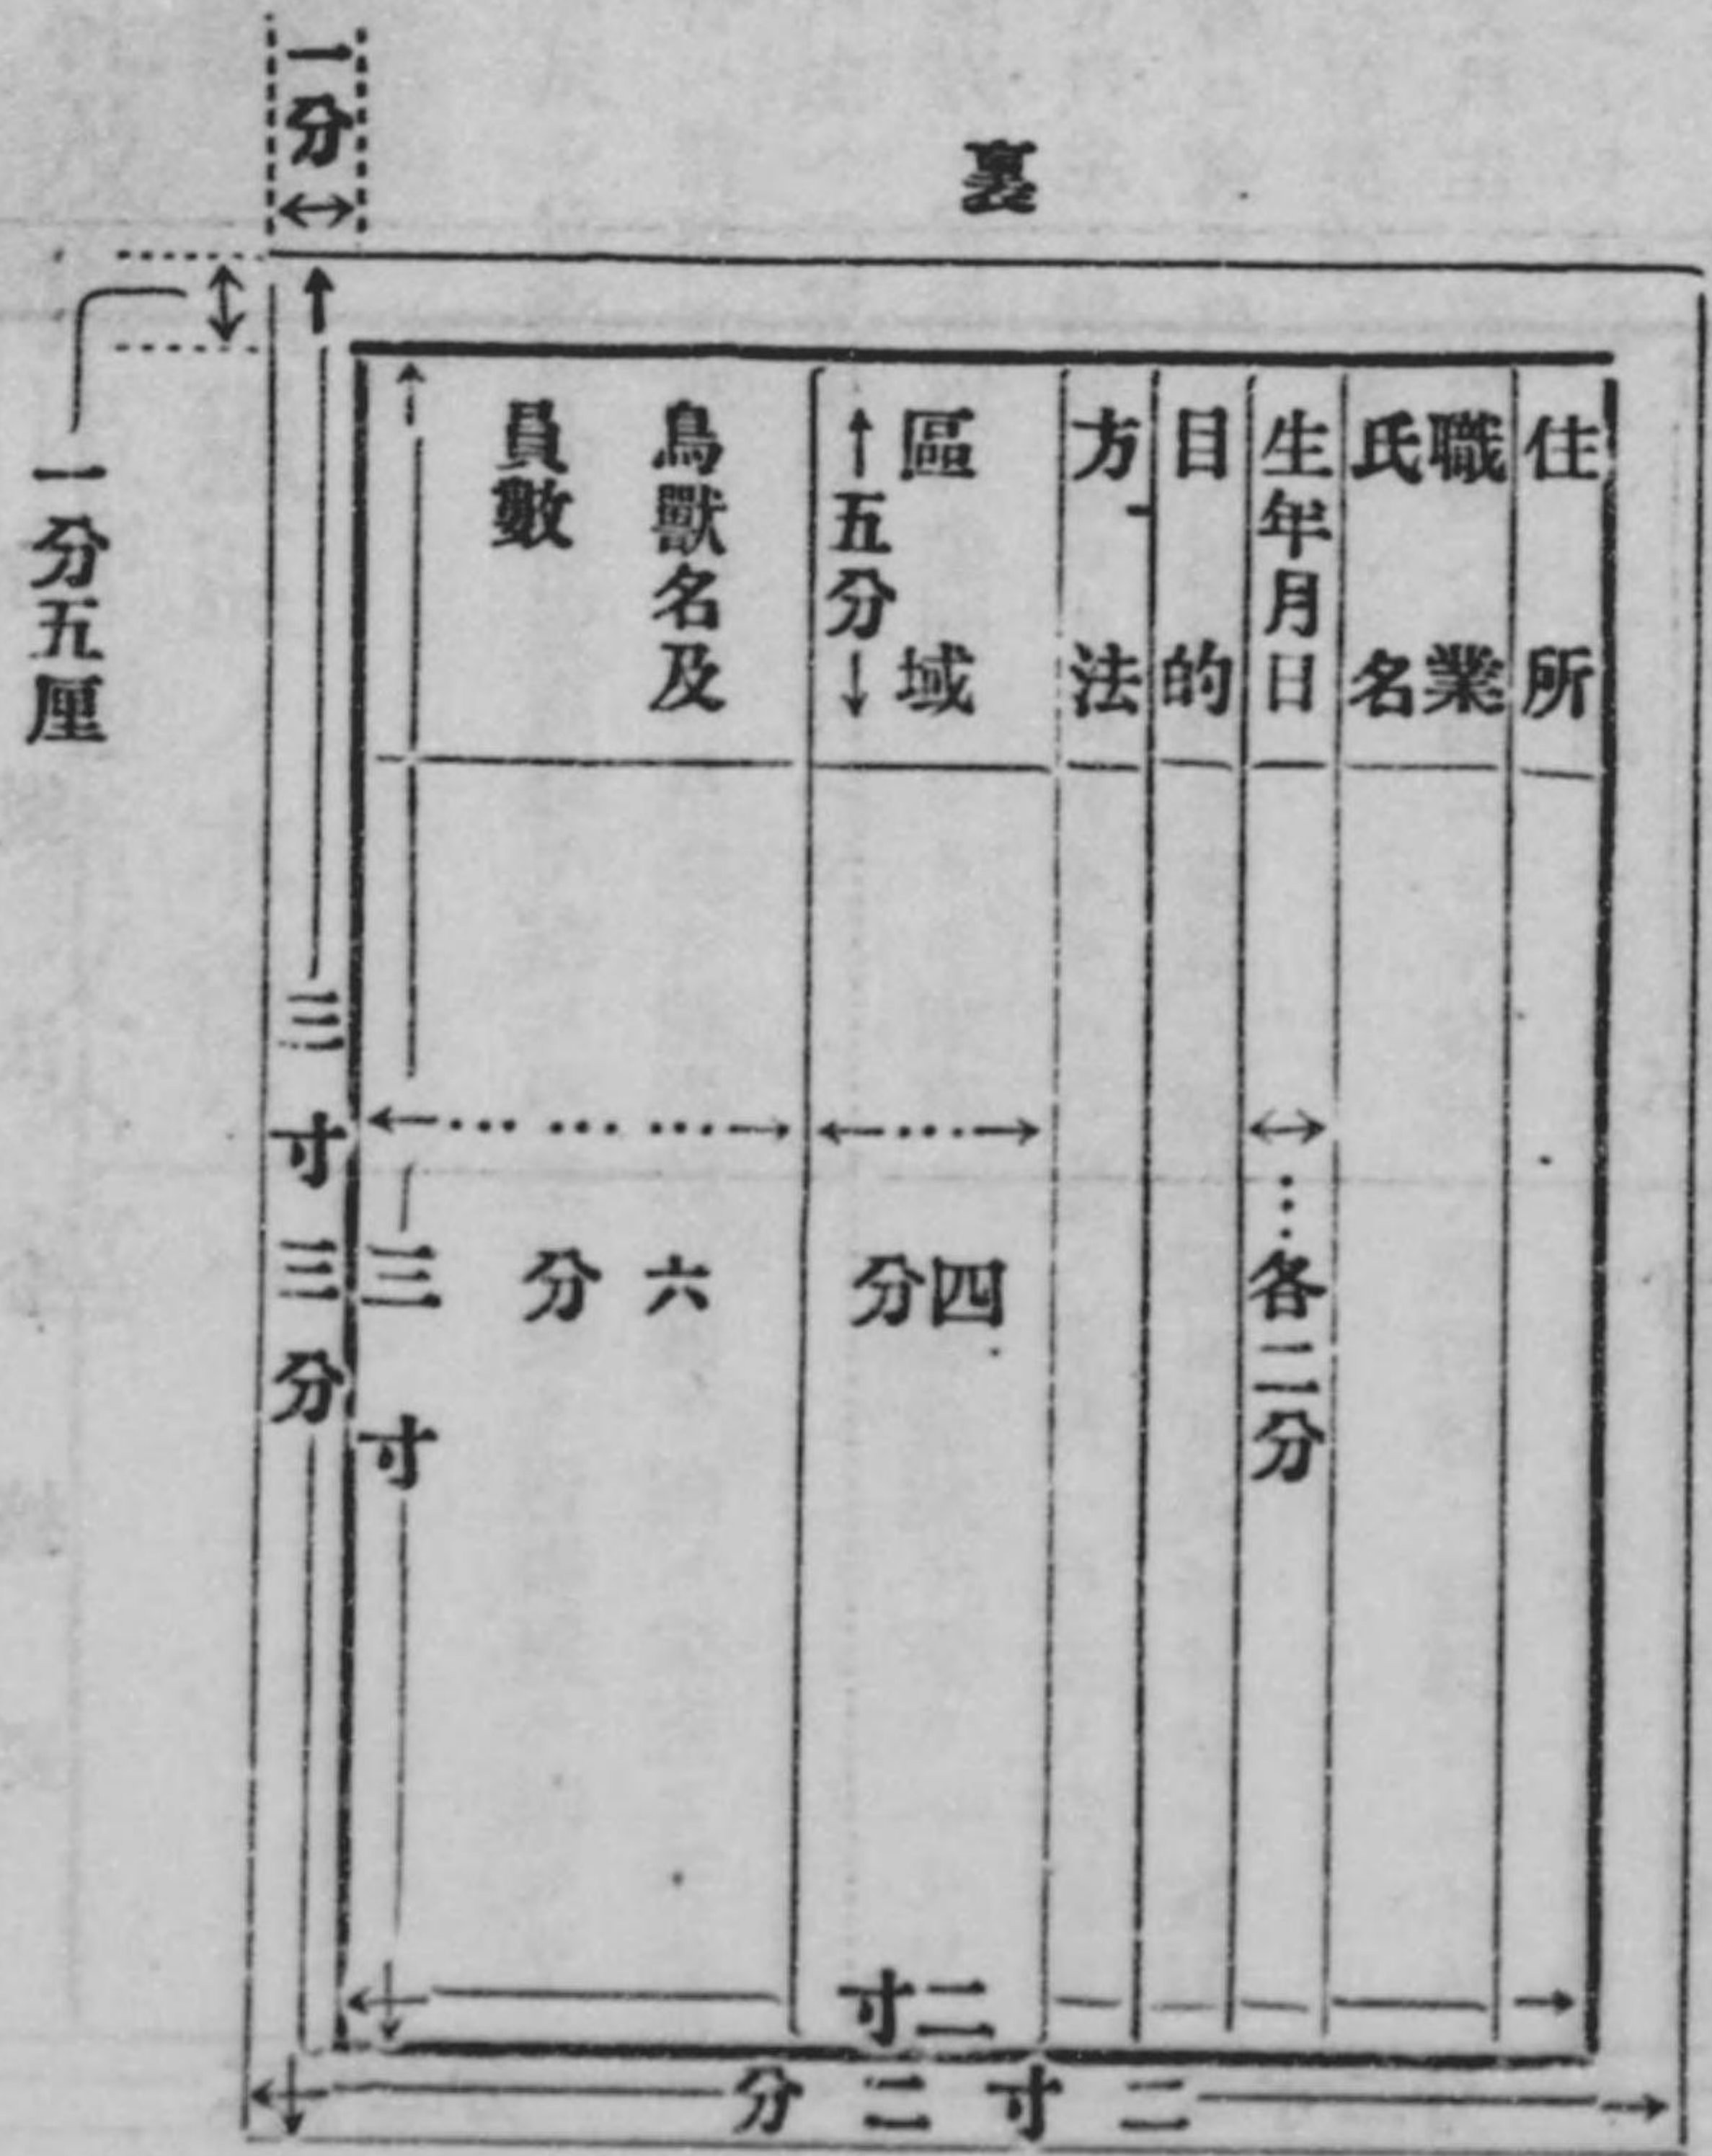 裏
一分
一分五厘
住所
職業
氏名
生年月日
目的
方法
區域
五分
鳥獸名及
員數
各二分
四分
六分
三寸
三寸三分
二寸
二寸二分